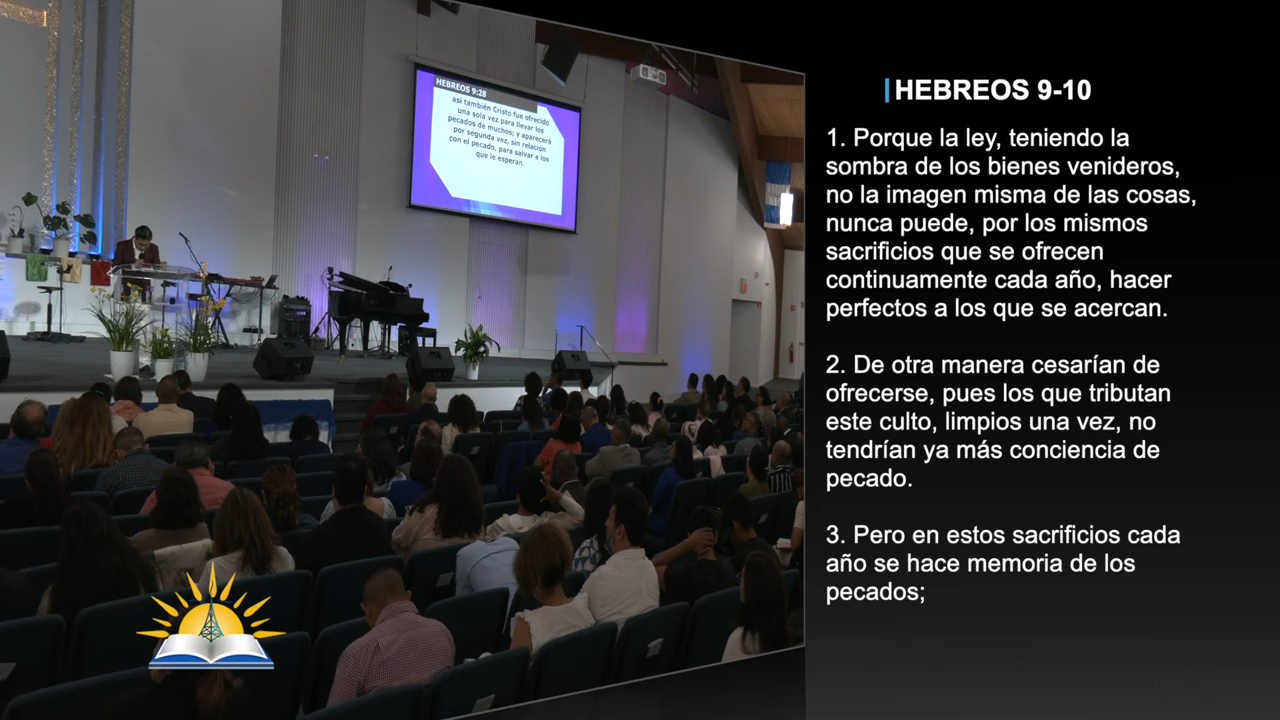 HEBREOS 9:28
así también Cristo fue ofrecido
una sola vez para llevar los
pecados de muchos; y aparecerá
por segunda vez, sin relación
con el pecado, para salvar a los
que le esperan.
HEBREOS 9-10
1. Porque la ley, teniendo la
sombra de los bienes venideros,
no la imagen misma de las cosas,
nunca puede, por los mismos
sacrificios que se ofrecen
continuamente cada año, hacer
perfectos a los que se acercan.
2. De otra manera cesarían de
ofrecerse, pues los que tributan
este culto, limpios una vez, no
tendrían ya más conciencia de
pecado.
3. Pero en estos sacrificios cada
año se hace memoria de los
pecados;